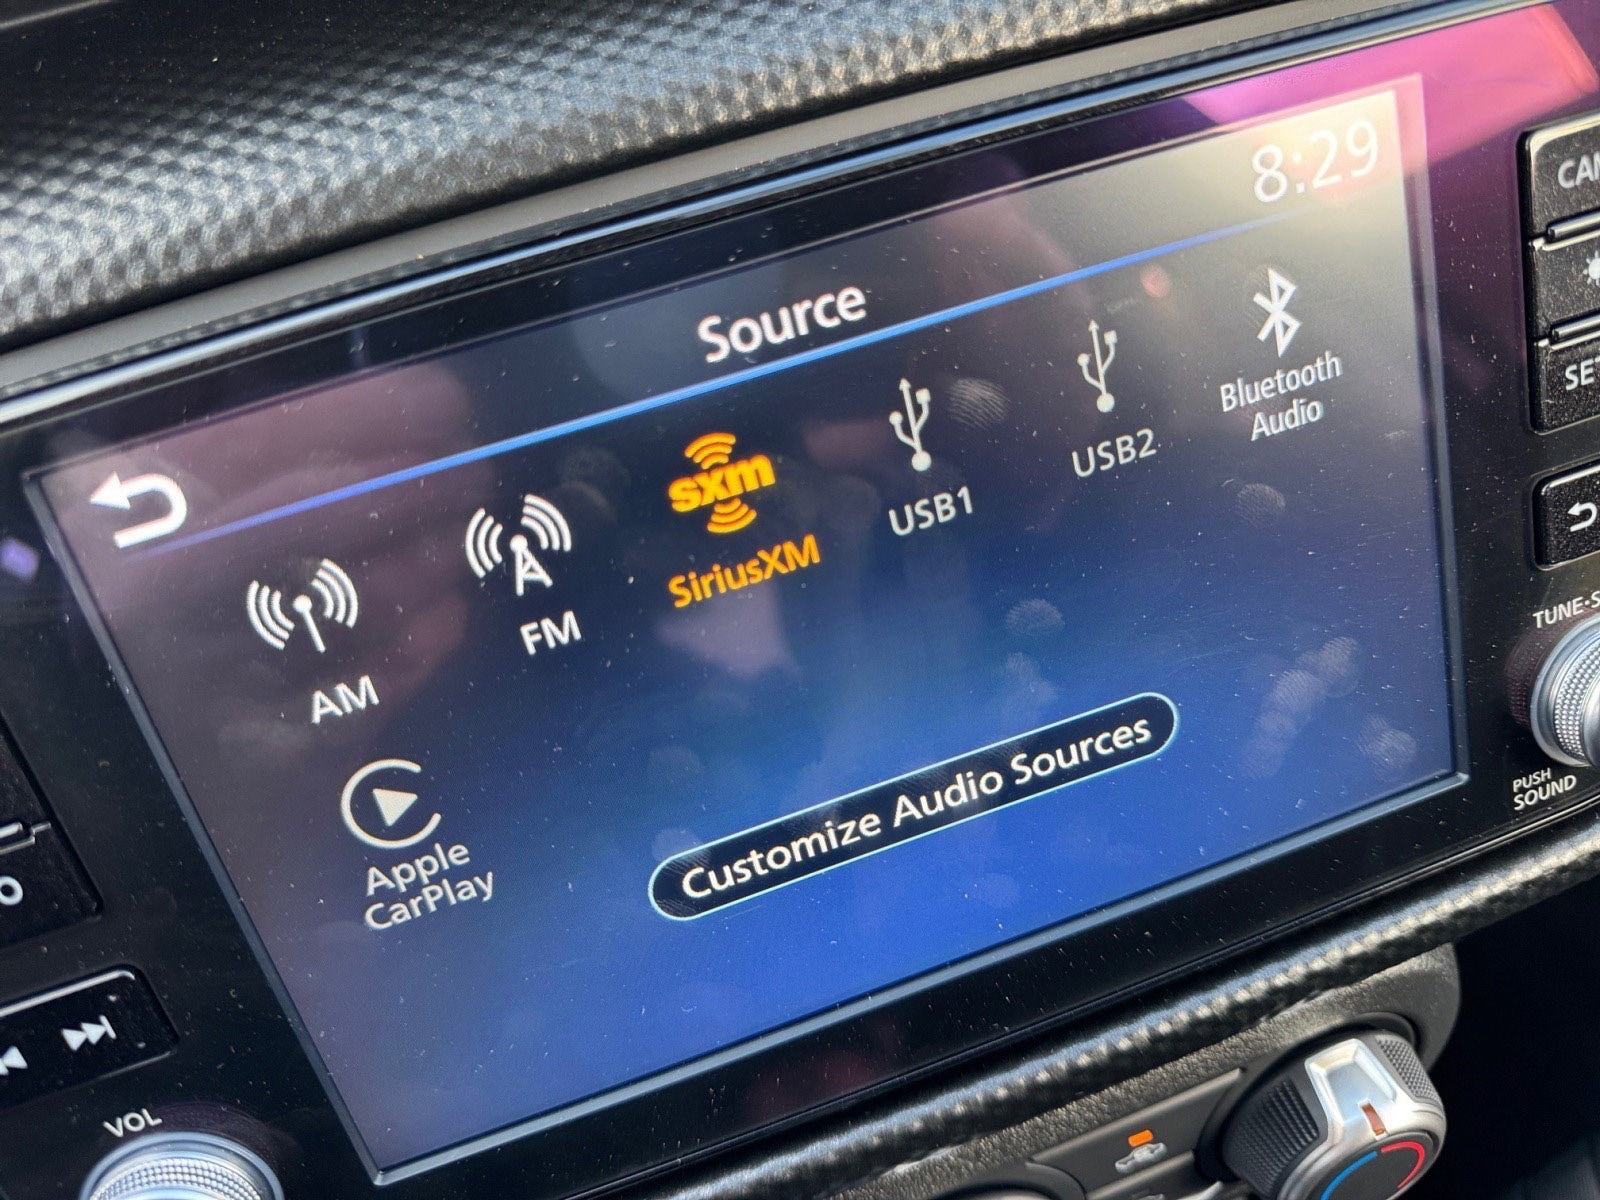 8:29
Source
AM
FM
sxm
SiriusXM
USB1
USB2
Bluetooth
Audio
Apple
CarPlay
Customize Audio Sources
VOL
PUSH
SOUND